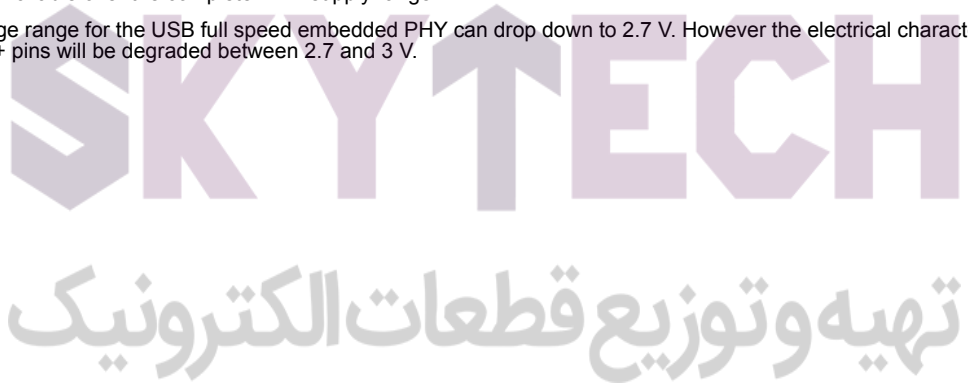 ge range for the USB full speed embedded PHY can drop down to 2.7 V. However the electrical charact
+ pins will be degraded between 2.7 and 3 V.
SKYTECH
تهیه و توزیع قطعات الکترونیک